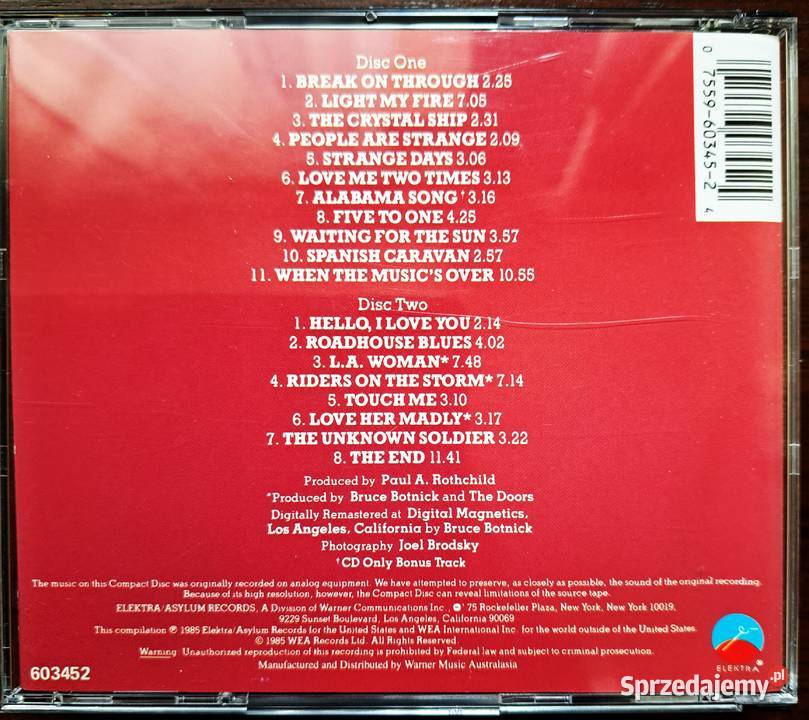 Disc One
1. BREAK ON THROUGH 2.25
2. LIGHT MY FIRE 7.05
3. THE CRYSTAL SHIP 2.31
4. PEOPLE ARE STRANGE 2.09
5. STRANGE DAYS 3.06
6. LOVE ME TWO TIMES 3.13
7. ALABAMA SONG † 3.16
8. FIVE TO ONE 4.25
9. WAITING FOR THE SUN 3.57
10. SPANISH CARAVAN 2.57
11. WHEN THE MUSIC'S OVER 10.55
Disc Two
1. HELLO, I LOVE YOU 2.14
2. ROADHOUSE BLUES 4.02
3. L.A. WOMAN* 7.48
4. RIDERS ON THE STORM* 7.14
5. TOUCH ME 3.10
6. LOVE HER MADLY* 3.17
7. THE UNKNOWN SOLDIER 3.22
8. THE END 11.41
Produced by Paul A. Rothchild
*Produced by Bruce Botnick and The Doors
Digitally Remastered at Digital Magnetics,
Los Angeles, California by Bruce Botnick
Photography Joel Brodsky
†CD Only Bonus Track
The music on this Compact Disc was originally recorded on analog equipment. We have attempted to preserve, as closely as possible, the sound of the original recording.
Because of its high resolution, however, the Compact Disc can reveal limitations of the source tape.
ELEKTRA/ASYLUM RECORDS, A Division of Warner Communications Inc., 75 Rockefeller Plaza, New York, New York 10019.
9229 Sunset Boulevard, Los Angeles, California 90069
This compilation ℗ 1985 Elektra/Asylum Records for the United States and WEA International Inc. for the world outside of the United States.
© 1985 WEA Records Ltd. All Rights Reserved.
Warning: Unauthorized reproduction of this recording is prohibited by Federal law and subject to criminal prosecution.
Manufactured and Distributed by Warner Music Australasia
603452
0 7559-60345-2 4
ELEKTRA®
Sprzedajemy.pl